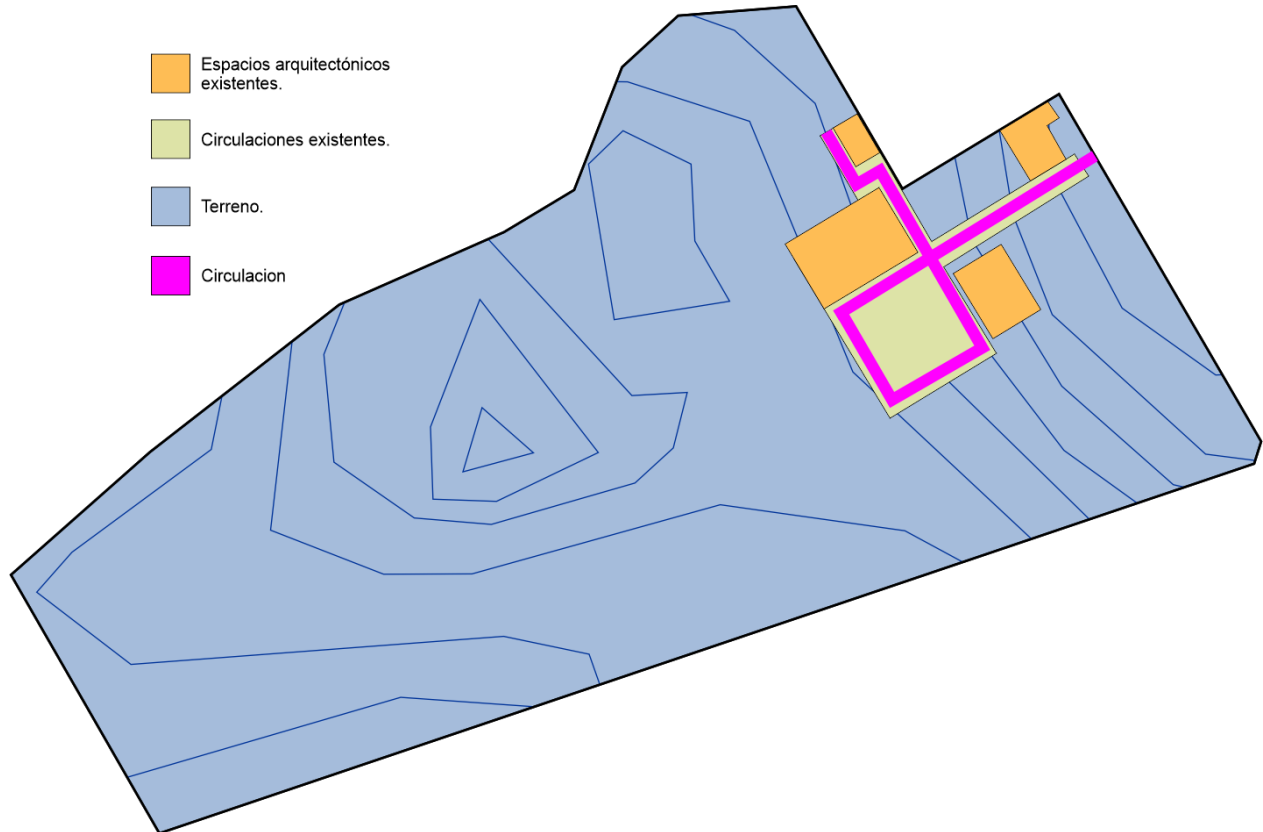 Espacios arquitectónicos
existentes.
Circulaciones existentes.
Terreno.
Circulacion